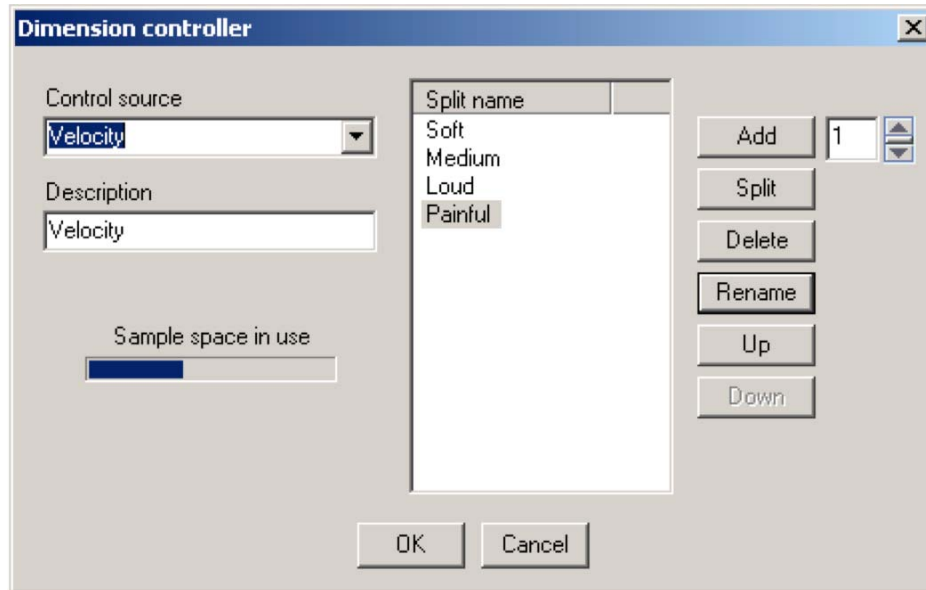 Dimension controller
Control source
Velocity
Description
Velocity
Sample space in use
Split name
Soft
Medium
Loud
Painful
Add
1
Split
Delete
Rename
Up
Down
OK
Cancel